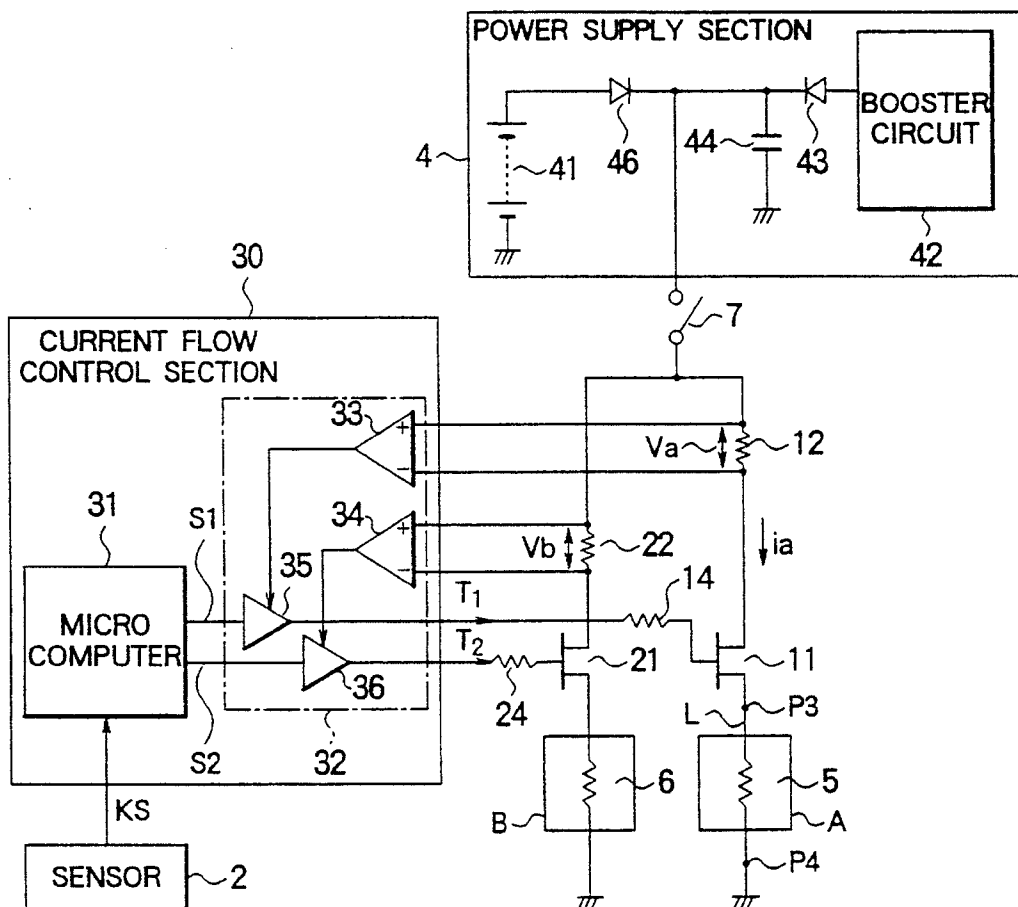 POWER SUPPLY SECTION
BOOSTER
CIRCUIT
4
41
46
44
43
42
30
7
CURRENT FLOW
CONTROL SECTION
33
+
−
Va
12
31
S1
34
+
−
Vb
22
ia
35
T1
14
MICRO
COMPUTER
T2
21
11
36
24
P3
L
S2
32
6
5
KS
B
A
P4
SENSOR
2